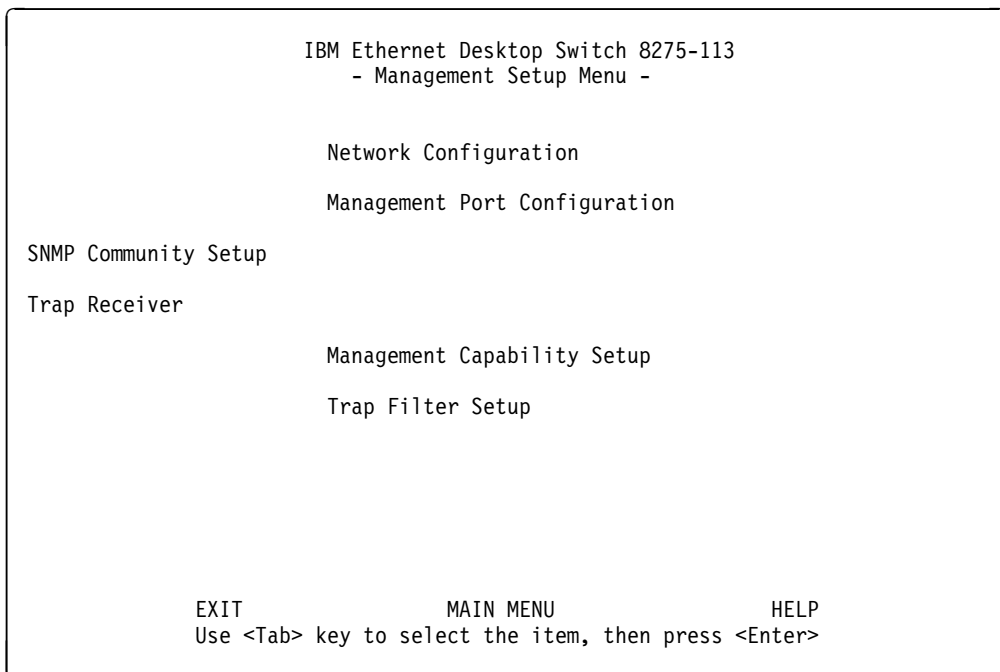 IBM Ethernet Desktop Switch 8275-113
- Management Setup Menu -
Network Configuration
Management Port Configuration
SNMP Community Setup
Trap Receiver
Management Capability Setup
Trap Filter Setup
EXIT MAIN MENU HELP
Use <Tab> key to select the item, then press <Enter>